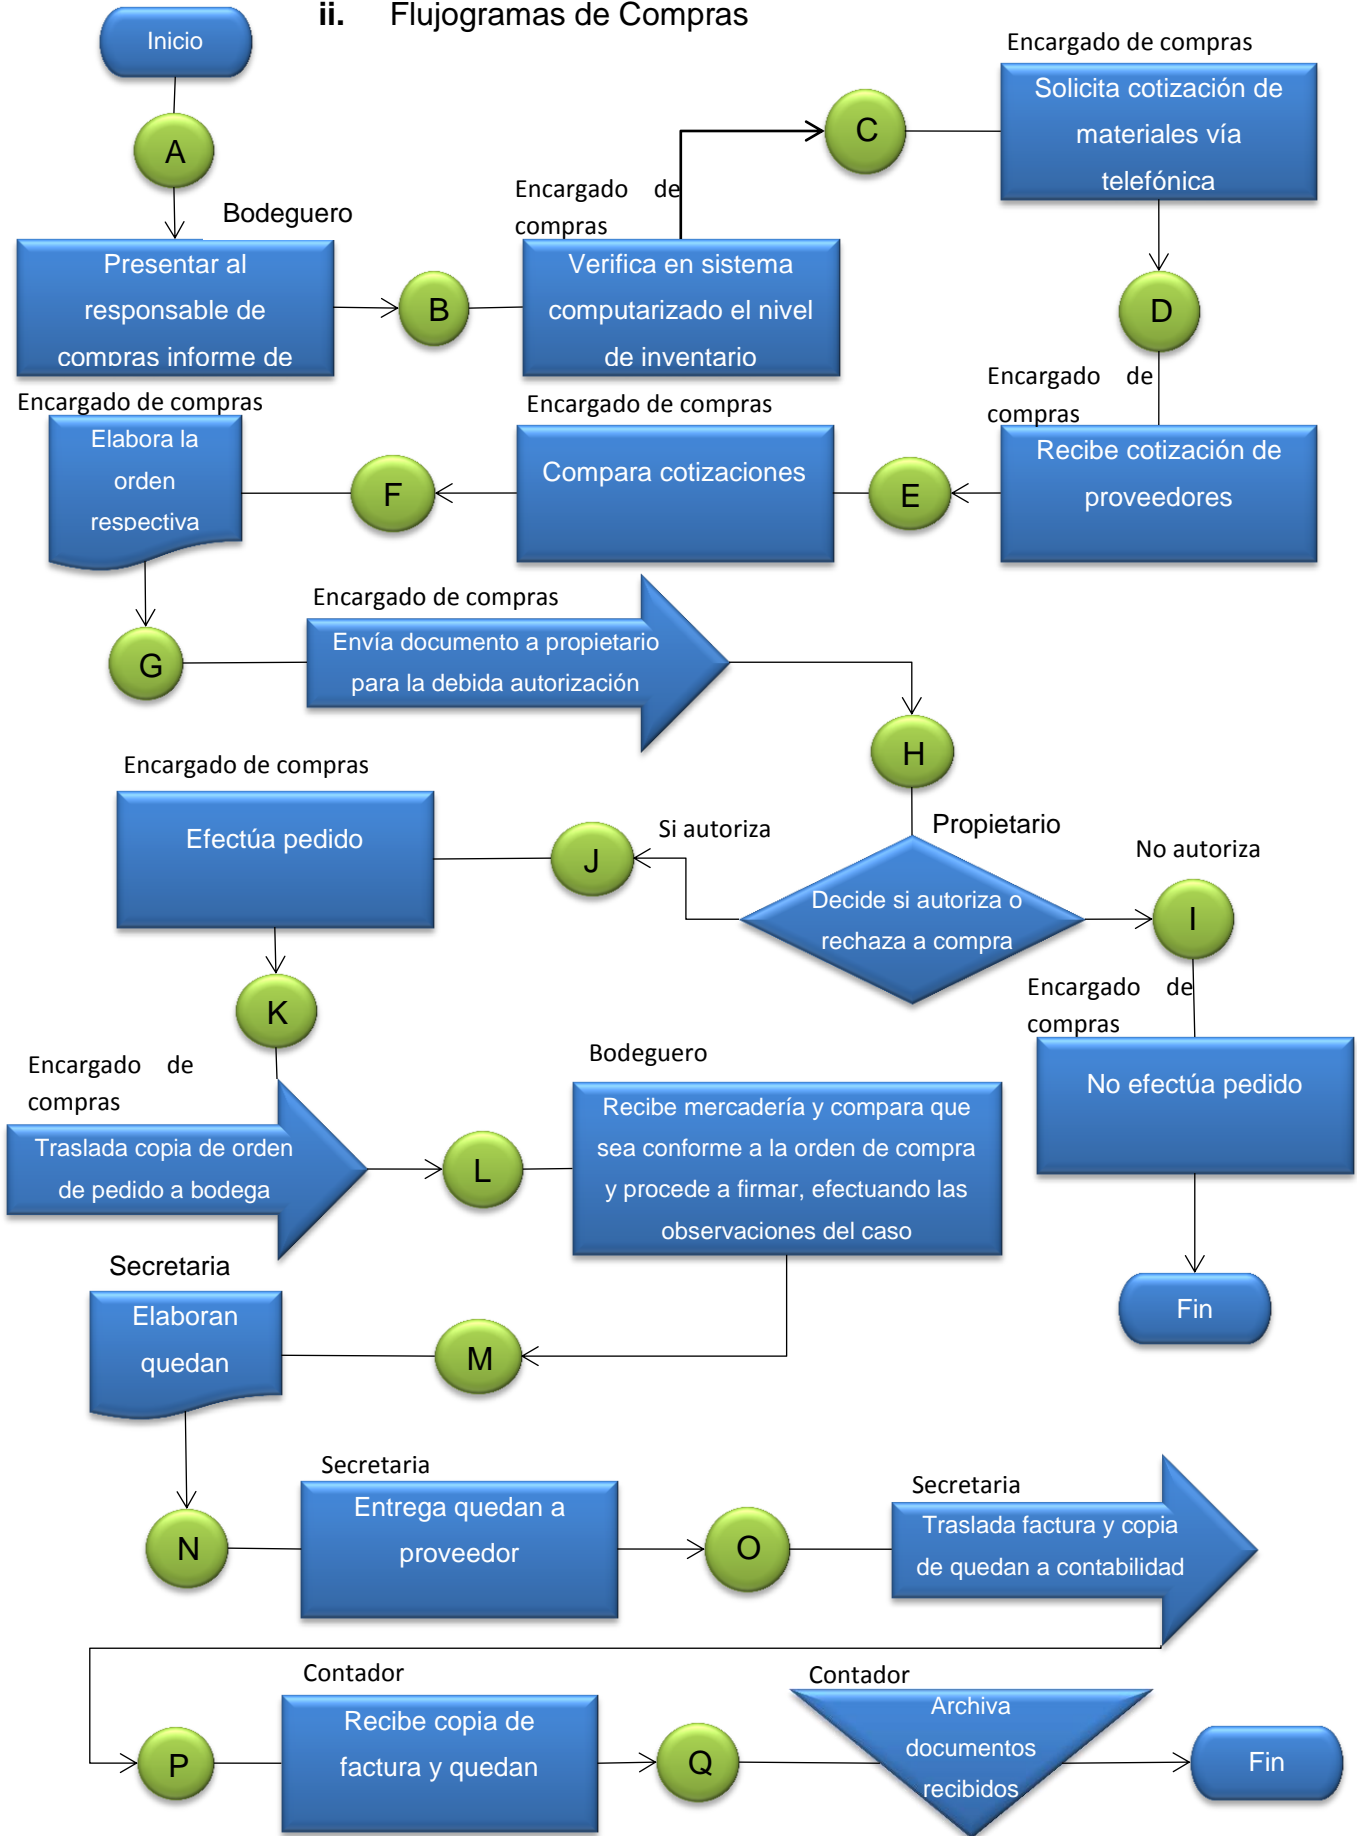 ii. Flujogramas de Compras
Inicio
A
Bodeguero
Presentar al
responsable de
compras informe de
B
Encargado de
compras
Verifica en sistema
computarizado el nivel
de inventario
C
Encargado de compras
Solicita cotización de
materiales vía
telefónica
D
Encargado de
compras
Recibe cotización de
proveedores
E
Encargado de compras
Compara cotizaciones
F
Encargado de compras
Elabora la
orden
respectiva
G
Encargado de compras
Envía documento a propietario
para la debida autorización
H
Propietario
Decide si autoriza o
rechaza a compra
No autoriza
I
Encargado de
compras
No efectúa pedido
Fin
Si autoriza
J
Encargado de compras
Efectúa pedido
K
Encargado de
compras
Traslada copia de orden
de pedido a bodega
L
Bodeguero
Recibe mercadería y compara que
sea conforme a la orden de compra
y procede a firmar, efectuando las
observaciones del caso
M
Secretaria
Elaboran
quedan
N
Secretaria
Entrega quedan a
proveedor
O
Secretaria
Traslada factura y copia
de quedan a contabilidad
P
Contador
Recibe copia de
factura y quedan
Q
Contador
Archiva
documentos
recibidos
Fin